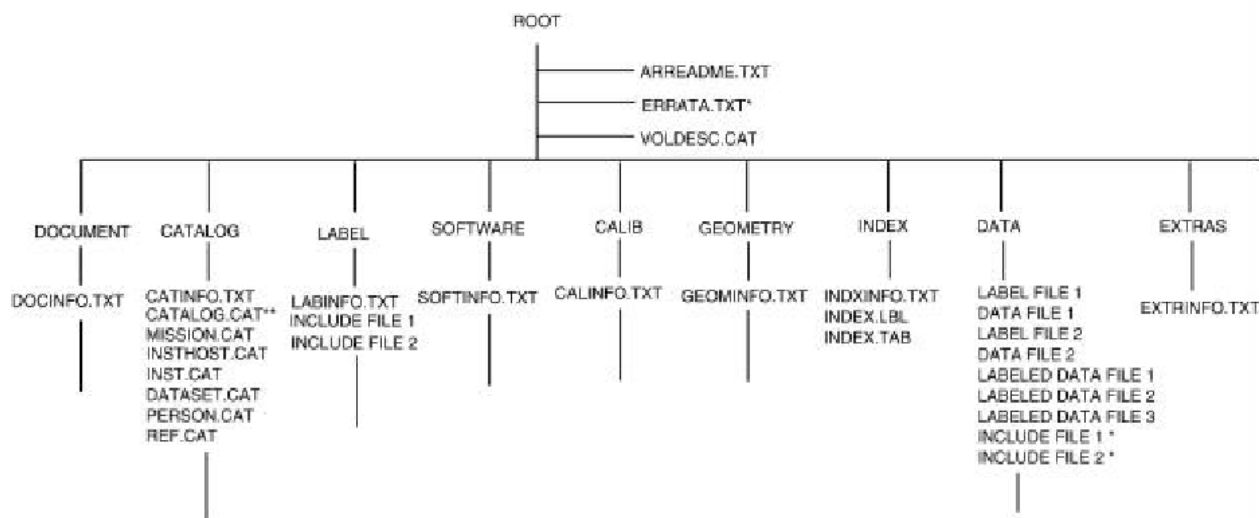 ROOT
ARREADME.TXT
ERRATA.TXT*
VOLDESC.CAT
DOCUMENT
DOCINFO.TXT
CATALOG
CATINFO.TXT
CATALOG.CAT**
MISSION.CAT
INSTHOST.CAT
INST.CAT
DATASET.CAT
PERSON.CAT
REF.CAT
LABEL
LABINFO.TXT
INCLUDE FILE 1
INCLUDE FILE 2
SOFTWARE
SOFTINFO.TXT
CALIB
CALINFO.TXT
GEOMETRY
GEOMINFO.TXT
INDEX
INDXINFO.TXT
INDEX.LBL
INDEX.TAB
DATA
LABEL FILE 1
DATA FILE 1
LABEL FILE 2
DATA FILE 2
LABELED DATA FILE 1
LABELED DATA FILE 2
LABELED DATA FILE 3
INCLUDE FILE 1 *
INCLUDE FILE 2 *
EXTRAS
EXTRINFO.TXT